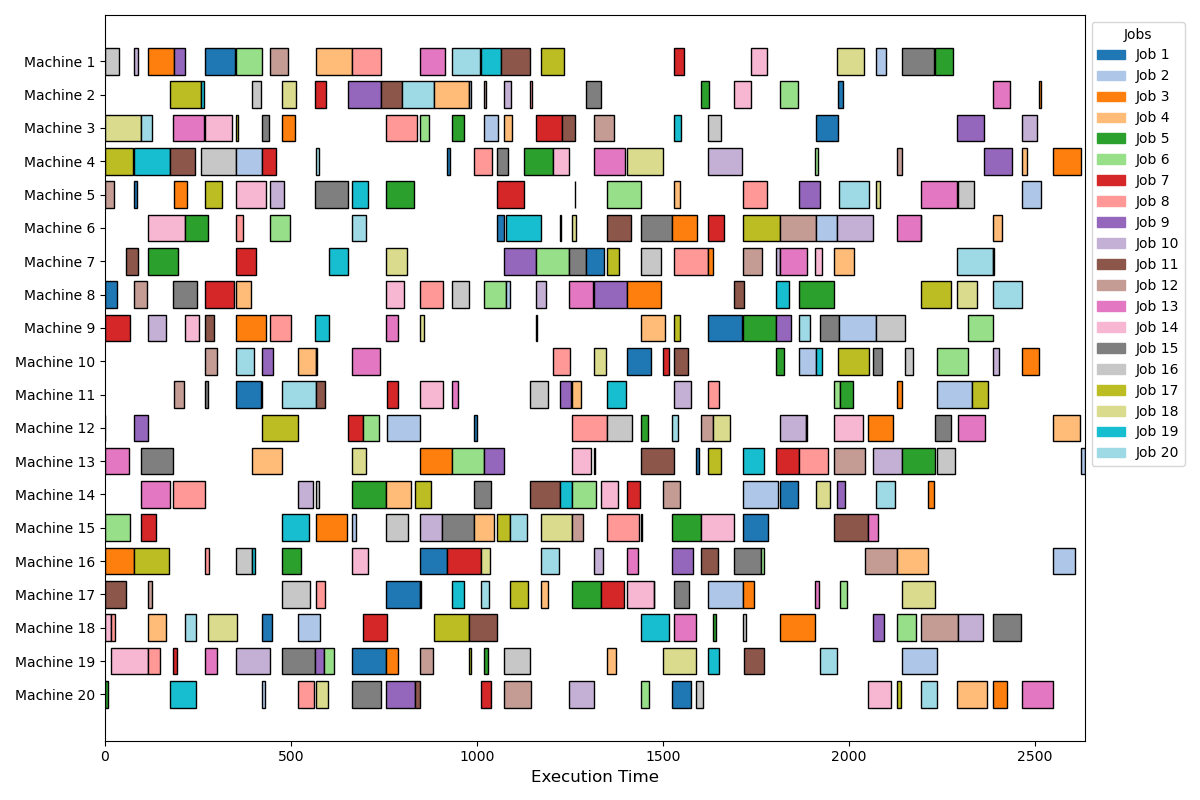 Machine 1
Machine 2
Machine 3
Machine 4
Machine 5
Machine 6
Machine 7
Machine 8
Machine 9
Machine 10
Machine 11
Machine 12
Machine 13
Machine 14
Machine 15
Machine 16
Machine 17
Machine 18
Machine 19
Machine 20
0 500 1000 1500 2000 2500
Execution Time
Jobs
Job 1
Job 2
Job 3
Job 4
Job 5
Job 6
Job 7
Job 8
Job 9
Job 10
Job 11
Job 12
Job 13
Job 14
Job 15
Job 16
Job 17
Job 18
Job 19
Job 20